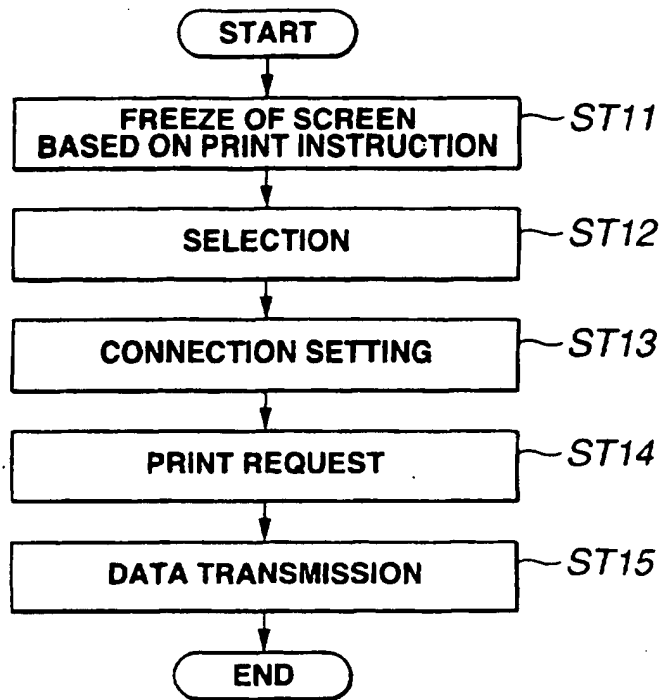 START
FREEZE OF SCREEN
BASED ON PRINT INSTRUCTION
ST11
SELECTION
ST12
CONNECTION SETTING
ST13
PRINT REQUEST
ST14
DATA TRANSMISSION
ST15
END